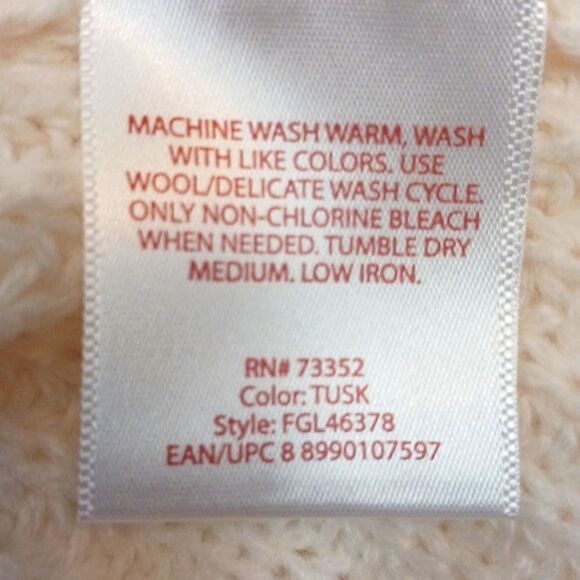 MACHINE WASH WARM, WASH
WITH LIKE COLORS. USE
WOOL/DELICATE WASH CYCLE.
ONLY NON-CHLORINE BLEACH
WHEN NEEDED. TUMBLE DRY
MEDIUM. LOW IRON.
RN# 73352
Color: TUSK
Style: FGL46378
EAN/UPC 8 8990107597